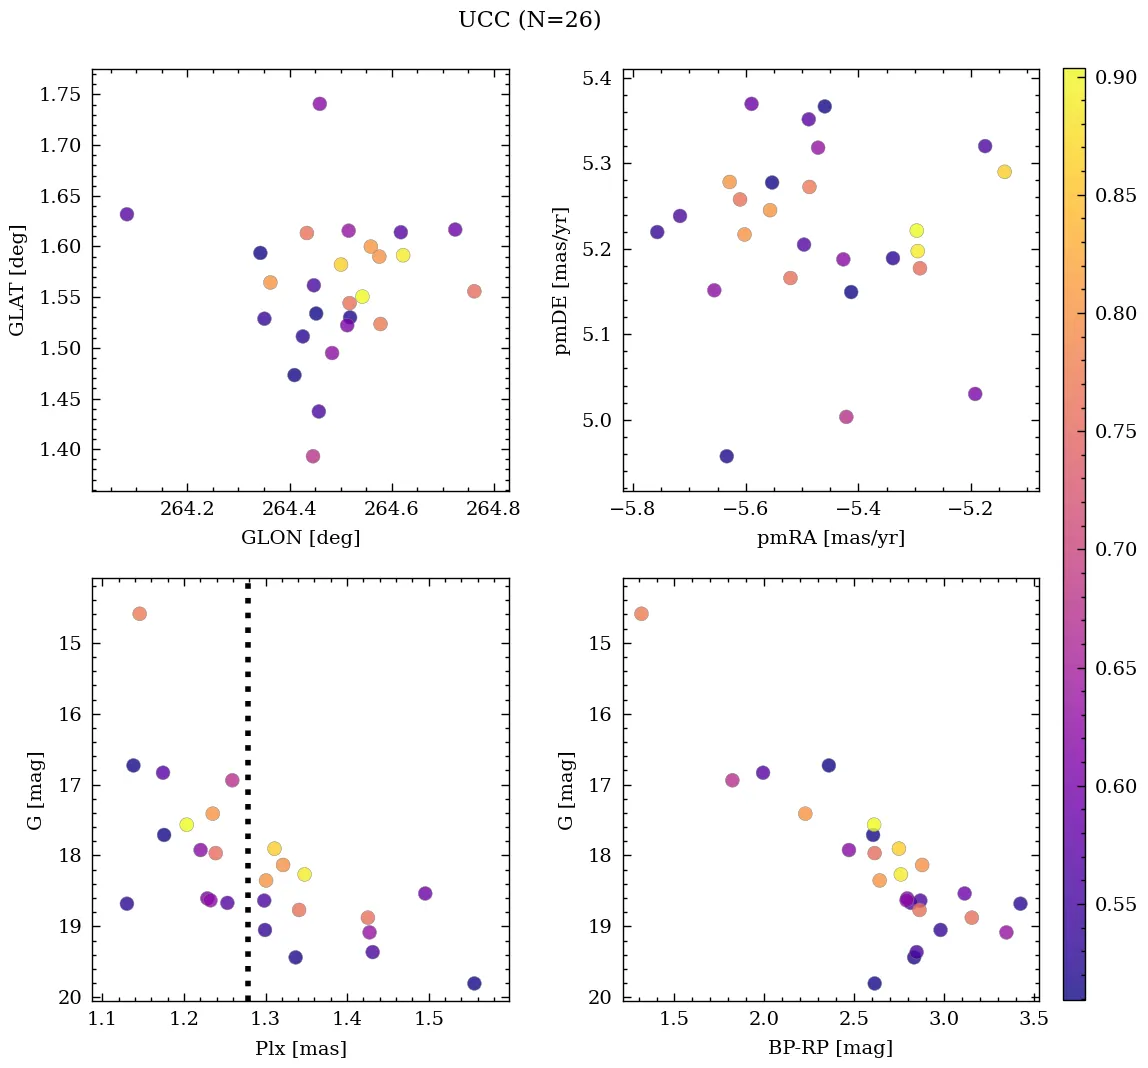 UCC (N=26)
1.75
1.70
1.65
1.60
1.55
1.50
1.45
1.40
GLAT [deg]
264.2 264.4 264.6 264.8
GLON [deg]
5.4
5.3
5.2
5.1
5.0
pmDE [mas/yr]
−5.8 −5.6 −5.4 −5.2
pmRA [mas/yr]
15
16
17
18
19
20
G [mag]
1.1 1.2 1.3 1.4 1.5
Plx [mas]
15
16
17
18
19
20
G [mag]
1.5 2.0 2.5 3.0 3.5
BP-RP [mag]
0.90
0.85
0.80
0.75
0.70
0.65
0.60
0.55